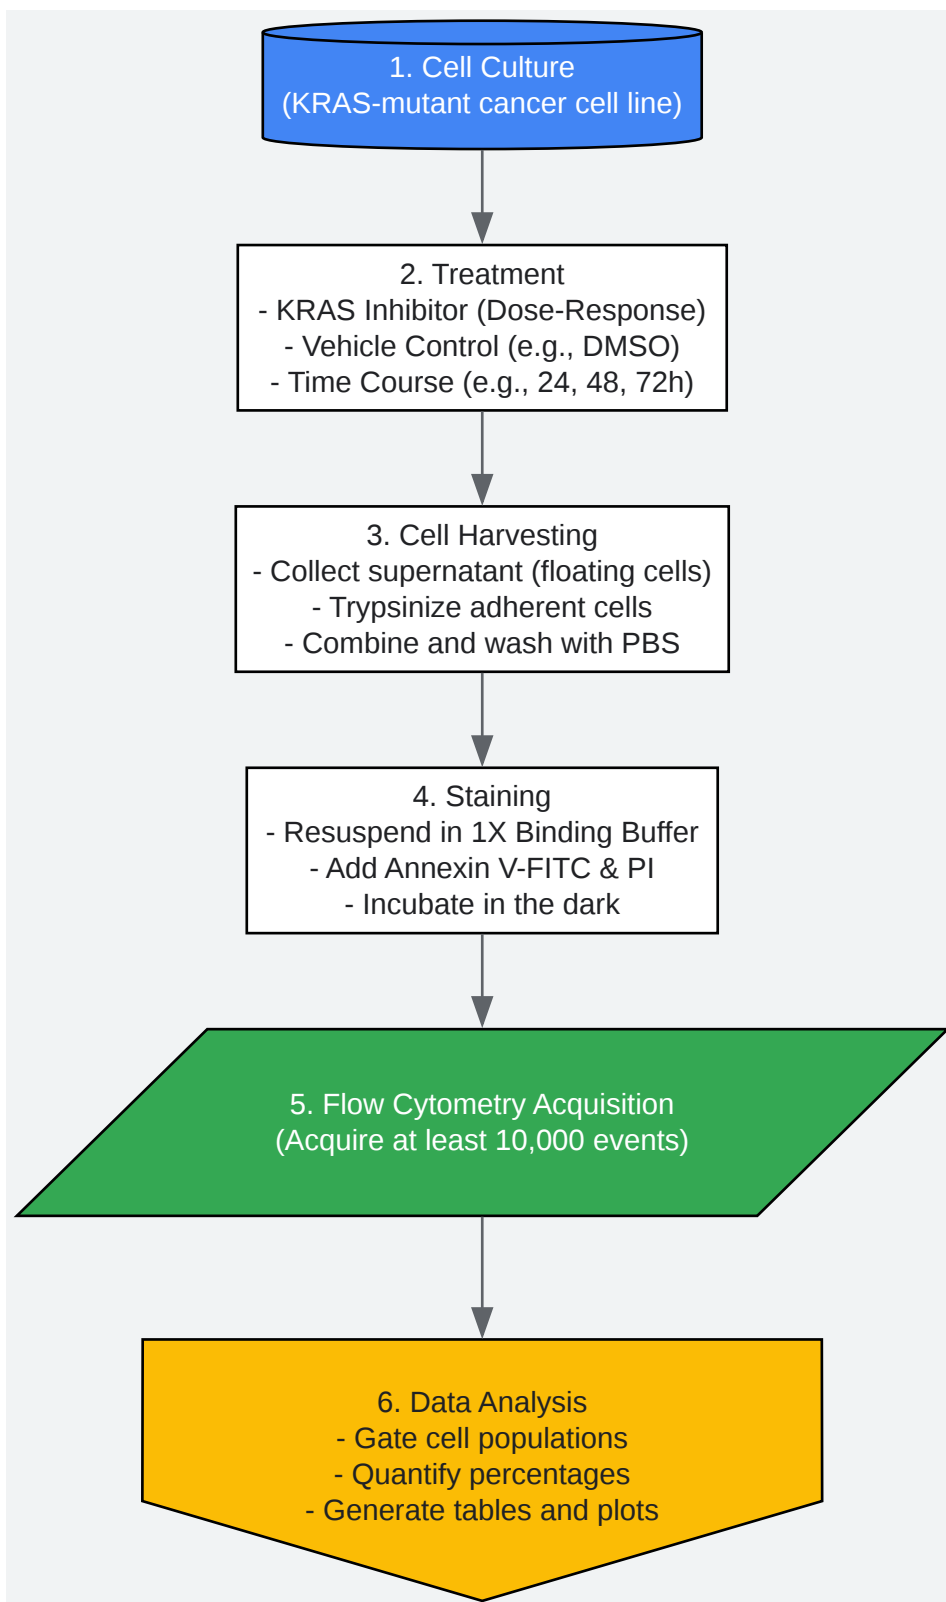 1. Cell Culture
(KRAS-mutant cancer cell line)
2. Treatment
- KRAS Inhibitor (Dose-Response)
- Vehicle Control (e.g., DMSO)
- Time Course (e.g., 24, 48, 72h)
3. Cell Harvesting
- Collect supernatant (floating cells)
- Trypsinize adherent cells
- Combine and wash with PBS
4. Staining
- Resuspend in 1X Binding Buffer
- Add Annexin V-FITC & PI
- Incubate in the dark
5. Flow Cytometry Acquisition
(Acquire at least 10,000 events)
6. Data Analysis
- Gate cell populations
- Quantify percentages
- Generate tables and plots